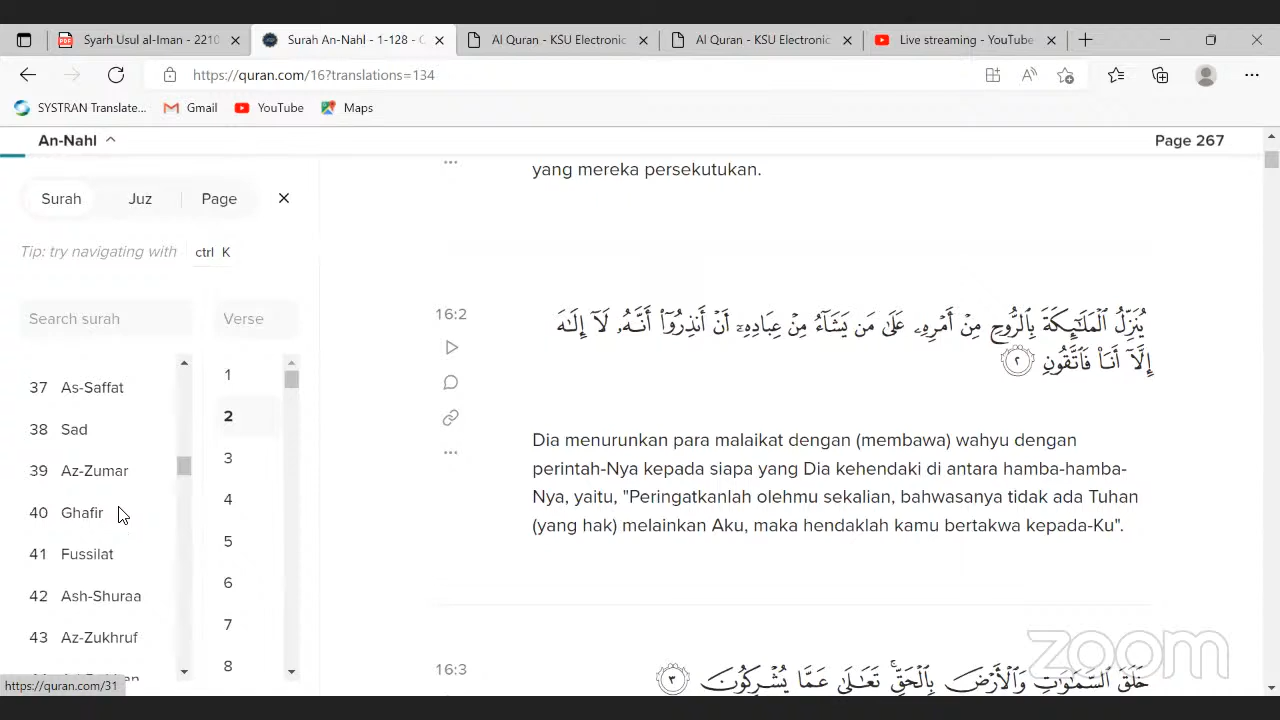 Syarh Usul al-Iman - 2210
Surah An-Nahl - 1-128 - 
Al Quran - KSU Electronic
Al Quran - KSU Electronic
Live streaming - YouTube
https://quran.com/16?translations=134
SYSTRAN Translate...
Gmail
YouTube
Maps
An-Nahl
Page 267
Surah
Juz
Page
Tip: try navigating with ctrl K
Search surah
Verse
37 As-Saffat
38 Sad
39 Az-Zumar
40 Ghafir
41 Fussilat
42 Ash-Shuraa
43 Az-Zukhruf
1
2
3
4
5
6
7
8
https://quran.com/31
yang mereka persekutukan.
16:2
يُنَزِّلُ ٱلْمَلَـٰٓئِكَةَ بِٱلرُّوحِ مِنْ أَمْرِهِۦ عَلَىٰ مَن يَشَآءُ مِنْ عِبَادِهِۦٓ أَنْ أَنذِرُوٓا۟ أَنَّهُۥ لَآ إِلَـٰهَ
إِلَّآ أَنَا۠ فَٱتَّقُونِ ٢
Dia menurunkan para malaikat dengan (membawa) wahyu dengan
perintah-Nya kepada siapa yang Dia kehendaki di antara hamba-hamba-
Nya, yaitu, "Peringatkanlah olehmu sekalian, bahwasanya tidak ada Tuhan
(yang hak) melainkan Aku, maka hendaklah kamu bertakwa kepada-Ku".
16:3
خَلَقَ ٱلسَّمَـٰوَٰتِ وَٱلْأَرْضَ بِٱلْحَقِّ ۚ تَعَـٰلَىٰ عَمَّا يُشْرِكُونَ ٣
zoom